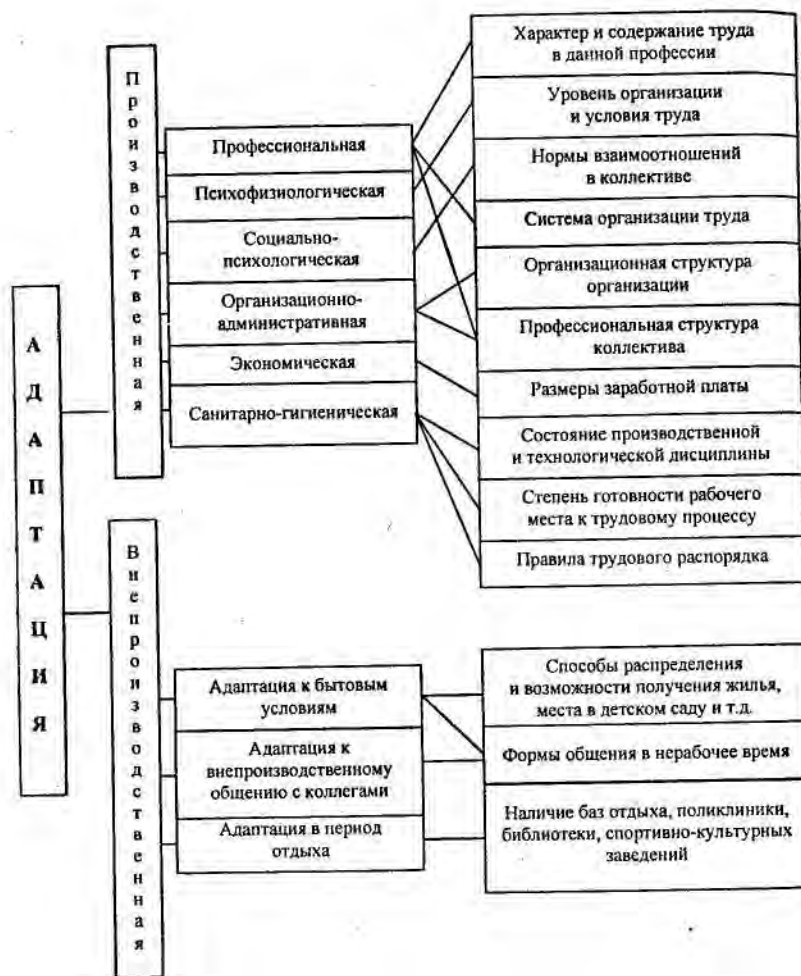 АДАПТАЦИЯ
Производственная
Профессиональная
Психофизиологическая
Социально-
психологическая
Организационно-
административная
Экономическая
Санитарно-гигиеническая
Характер и содержание труда
в данной профессии
Уровень организации
и условия труда
Нормы взаимоотношений
в коллективе
Система организации труда
Организационная структура
организации
Профессиональная структура
коллектива
Размеры заработной платы
Состояние производственной
и технологической дисциплины
Степень готовности рабочего
места к трудовому процессу
Правила трудового распорядка
Внепроизводственная
Адаптация к бытовым
условиям
Адаптация к
внепроизводственному
общению с коллегами
Адаптация в период
отдыха
Способы распределения
и возможности получения жилья,
места в детском саду и т.д.
Формы общения в нерабочее время
Наличие баз отдыха, поликлиники,
библиотеки, спортивно-культурных
заведений